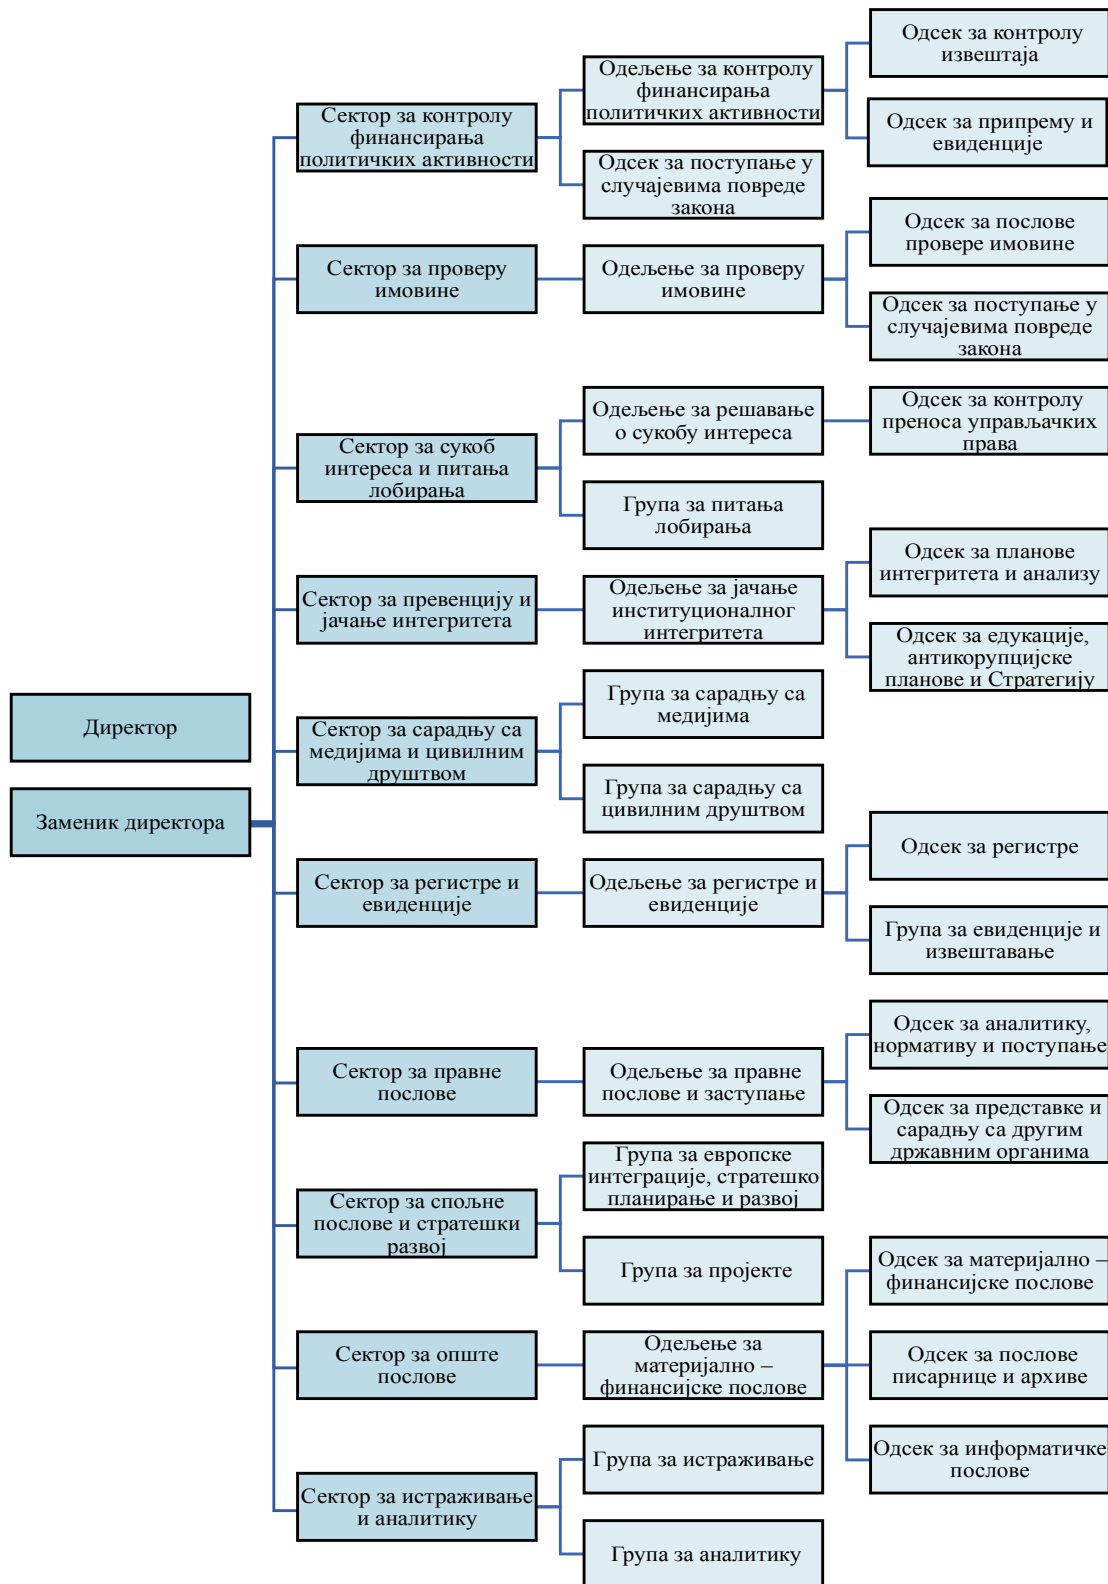 Директор
Заменик директора
Сектор за контролу
финансирања
политичких активности
Одељење за контролу
финансирања
политичких активности
Одсек за контролу
извештаја
Одсек за припрему и
евиденције
Одсек за поступање у
случајевима повреде
закона
Сектор за проверу
имовине
Одељење за проверу
имовине
Одсек за послове
провере имовине
Одсек за поступање у
случајевима повреде
закона
Сектор за сукоб
интереса и питања
лобирања
Одељење за решавање
о сукобу интереса
Одсек за контролу
преноса управљачких
права
Група за питања
лобирања
Сектор за превенцију и
јачање интегритета
Одељење за јачање
институционалног
интегритета
Одсек за планове
интегритета и анализу
Одсек за едукације,
антикорупцијске
планове и Стратегију
Сектор за сарадњу са
медијима и цивилним
друштвом
Група за сарадњу са
медијима
Група за сарадњу са
цивилним друштвом
Сектор за регистре и
евиденције
Одељење за регистре и
евиденције
Одсек за регистре
Група за евиденције и
извештавање
Сектор за правне
послове
Одељење за правне
послове и заступање
Одсек за аналитику,
нормативу и поступање
Одсек за представке и
сарадњу са другим
државним органима
Сектор за спољне
послове и стратешки
развој
Група за европске
интеграције, стратешко
планирање и развој
Група за пројекте
Сектор за опште
послове
Одељење за
материјално –
финансијске послове
Одсек за материјално –
финансијске послове
Одсек за послове
писарнице и архиве
Одсек за информатичке
послове
Сектор за истраживање
и аналитику
Група за истраживање
Група за аналитику